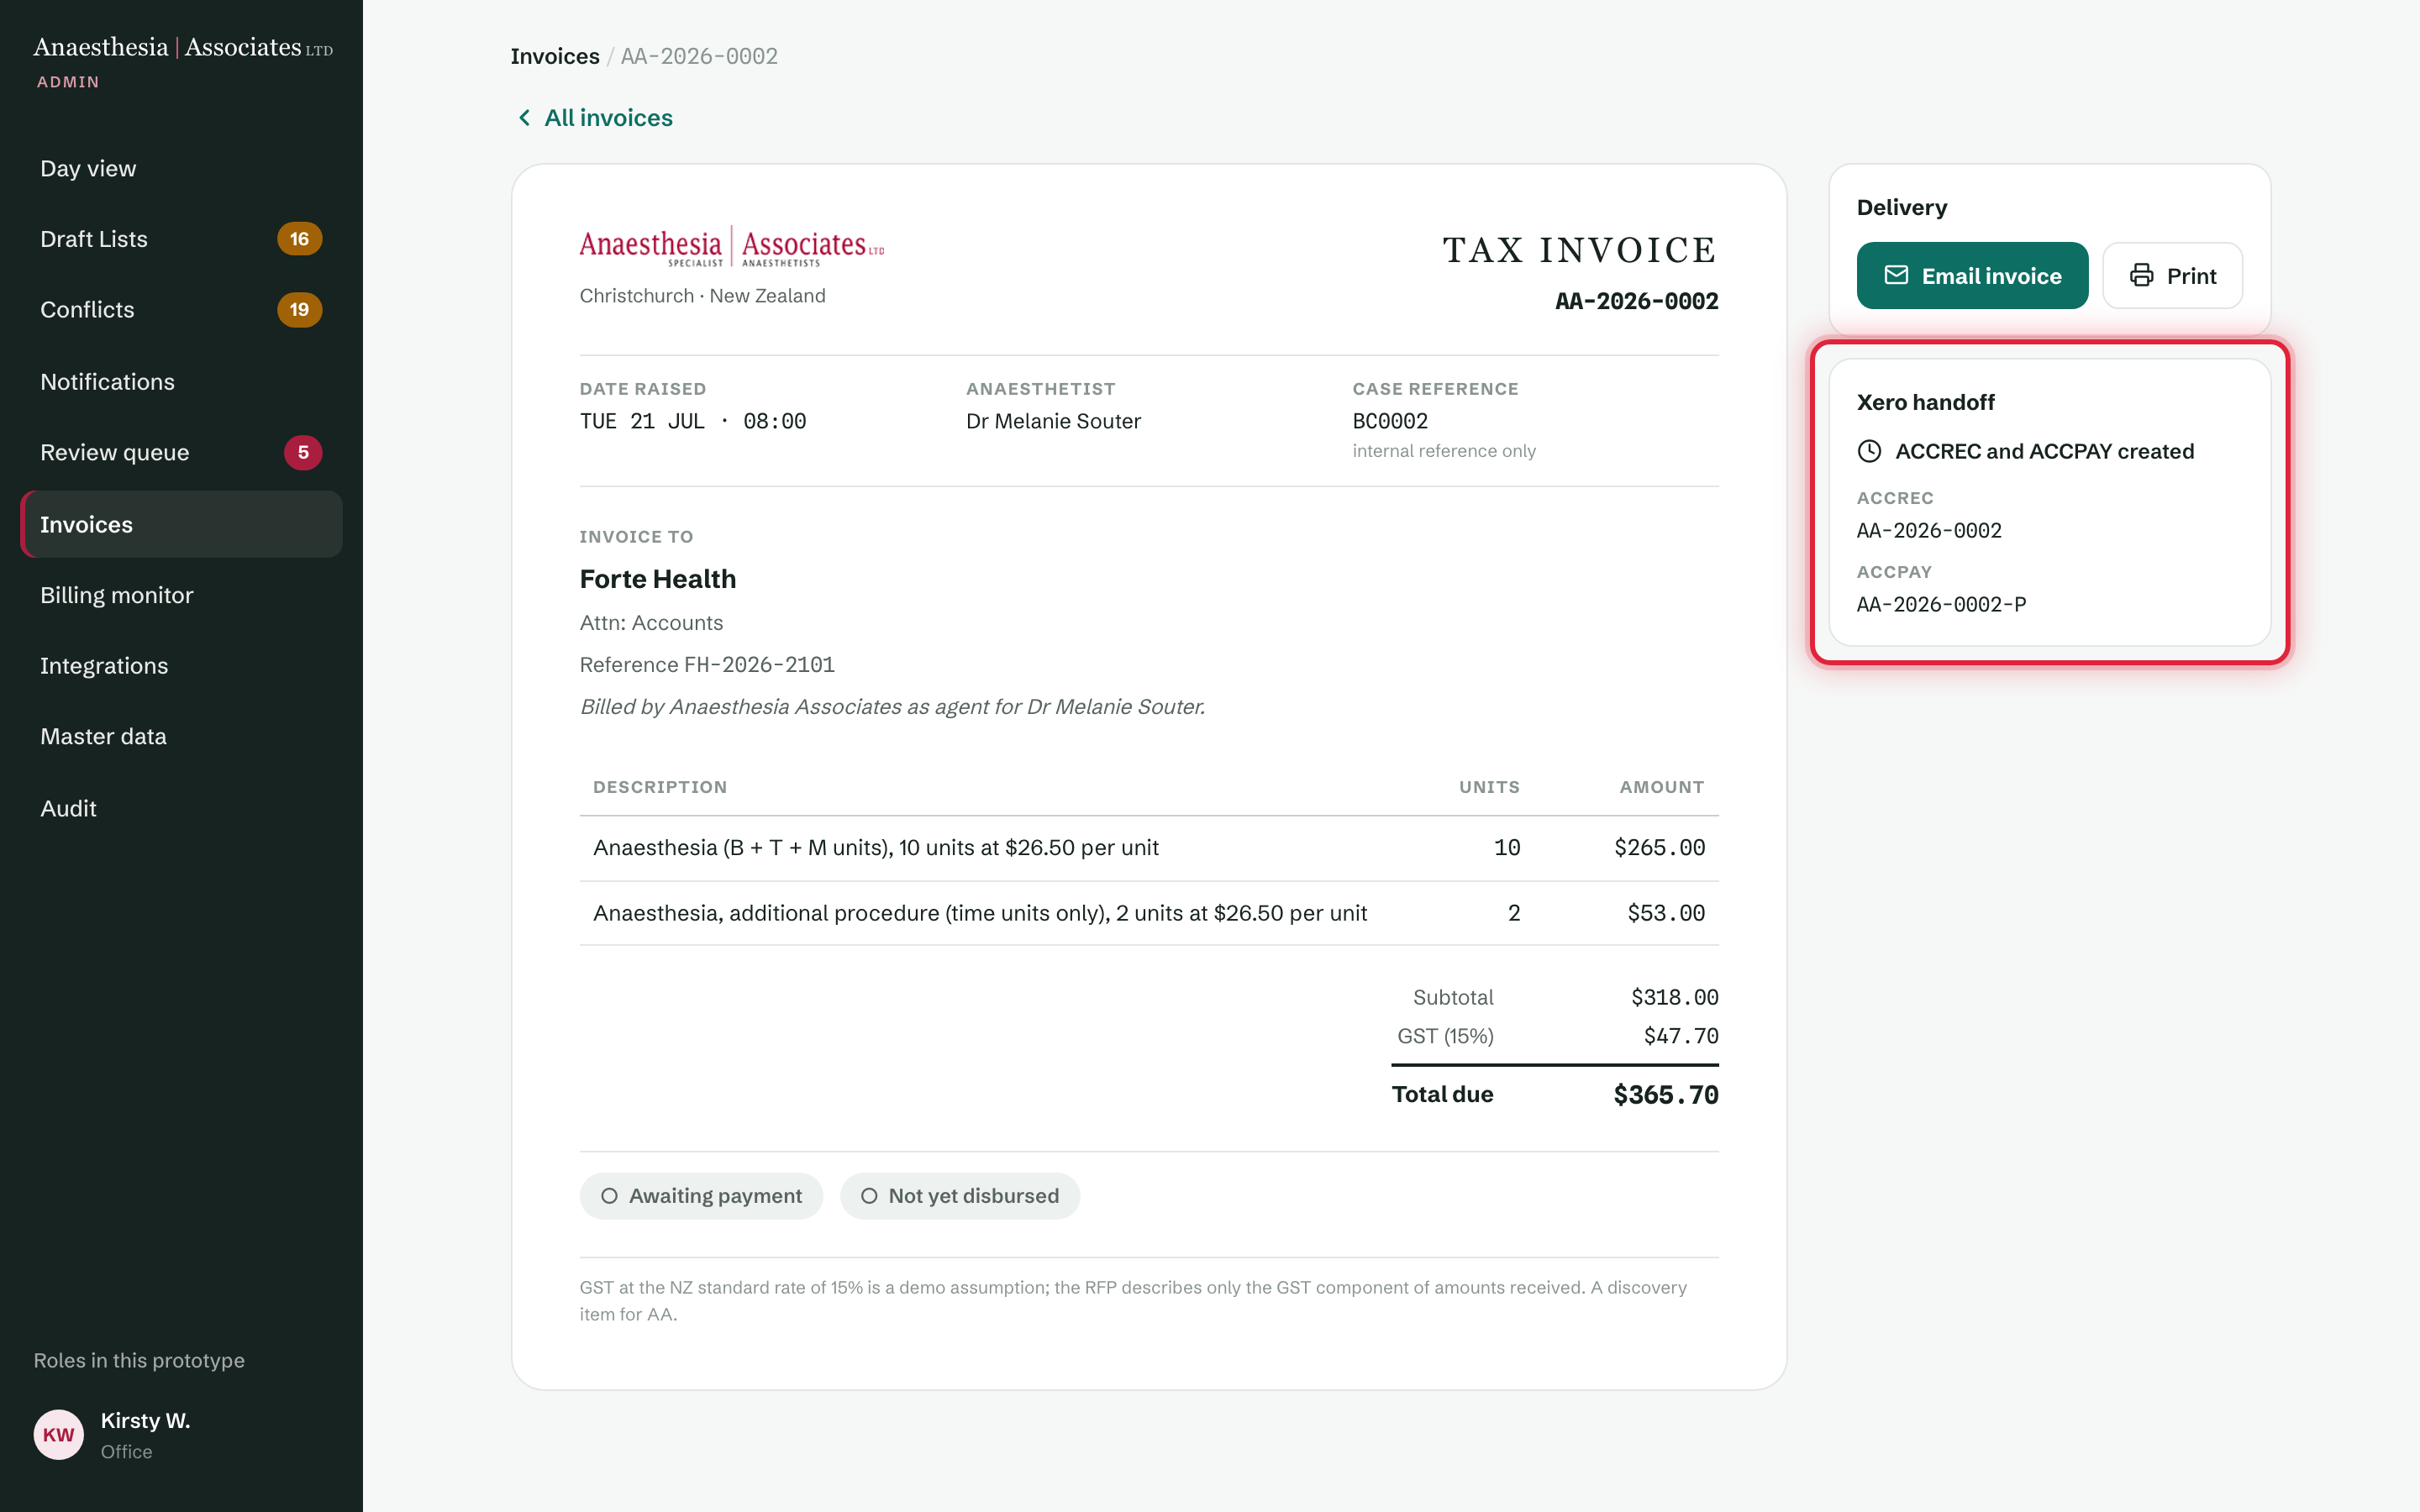 Anaesthesia | Associates LTD
ADMIN
Day view
Draft Lists 16
Conflicts 19
Notifications
Review queue 5
Invoices
Billing monitor
Integrations
Master data
Audit
Roles in this prototype
KW
Kirsty W.
Office
Invoices / AA-2026-0002
All invoices
Anaesthesia | Associates LTD
SPECIALIST ANAESTHETISTS
Christchurch · New Zealand
TAX INVOICE
AA-2026-0002
DATE RAISED
TUE 21 JUL · 08:00
ANAESTHETIST
Dr Melanie Souter
CASE REFERENCE
BC0002
internal reference only
INVOICE TO
Forte Health
Attn: Accounts
Reference FH-2026-2101
Billed by Anaesthesia Associates as agent for Dr Melanie Souter.
DESCRIPTION UNITS AMOUNT
Anaesthesia (B + T + M units), 10 units at $26.50 per unit 10 $265.00
Anaesthesia, additional procedure (time units only), 2 units at $26.50 per unit 2 $53.00
Subtotal $318.00
GST (15%) $47.70
Total due $365.70
Awaiting payment Not yet disbursed
GST at the NZ standard rate of 15% is a demo assumption; the RFP describes only the GST component of amounts received. A discovery
item for AA.
Delivery
Email invoice Print
Xero handoff
ACCREC and ACCPAY created
ACCREC
AA-2026-0002
ACCPAY
AA-2026-0002-P